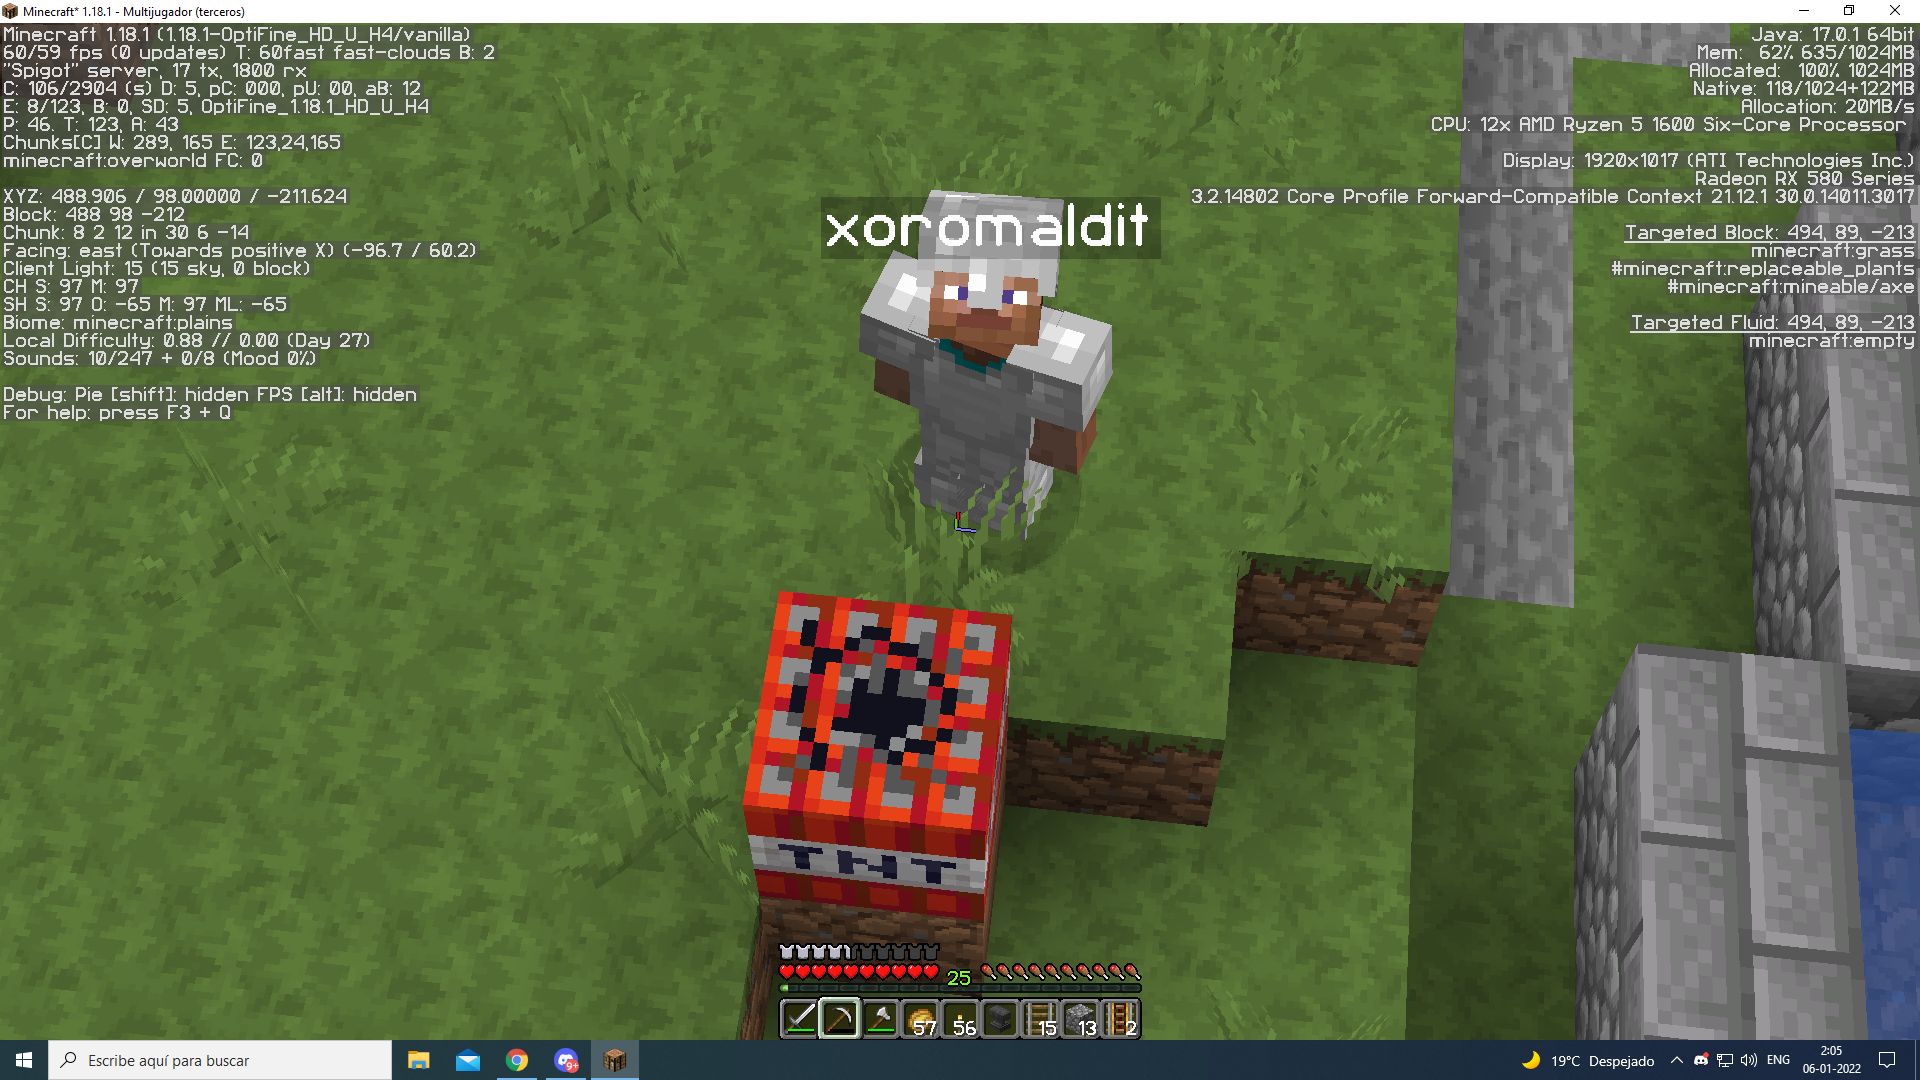 Minecraft* 1.18.1 - Multijugador (terceros)
Minecraft 1.18.1 (1.18.1-OptiFine_HD_U_H4/vanilla)
60/59 fps (0 updates) T: 60fast fast-clouds B: 2
"Spigot" server, 17 tx, 1800 rx
C: 106/2904 (s) D: 5, pC: 000, pU: 00, aB: 12
E: 8/123, B: 0, SD: 5, OptiFine_1.18.1_HD_U_H4
P: 46. T: 123, A: 43
Chunks[C] W: 289, 165 E: 123,24,165
minecraft:overworld FC: 0
XYZ: 488.906 / 98.00000 / -211.624
Block: 488 98 -212
Chunk: 8 2 12 in 30 6 -14
Facing: east (Towards positive X) (-96.7 / 60.2)
Client Light: 15 (15 sky, 0 block)
CH S: 97 M: 97
SH S: 97 O: -65 M: 97 ML: -65
Biome: minecraft:plains
Local Difficulty: 0.88 // 0.00 (Day 27)
Sounds: 10/247 + 0/8 (Mood 0%)
Debug: Pie [shift]: hidden FPS [alt]: hidden
For help: press F3 + Q
Java: 17.0.1 64bit
Mem: 62% 635/1024MB
Allocated: 100% 1024MB
Native: 118/1024+122MB
Allocation: 20MB/s
CPU: 12x AMD Ryzen 5 1600 Six-Core Processor
Display: 1920x1017 (ATI Technologies Inc.)
Radeon RX 580 Series
3.2.14802 Core Profile Forward-Compatible Context 21.12.1 30.0.14011.3017
Targeted Block: 494, 89, -213
minecraft:grass
#minecraft:replaceable_plants
#minecraft:mineable/axe
Targeted Fluid: 494, 89, -213
minecraft:empty
xoromaldit
TNT
25
57 56 15 13 2
Escribe aquí para buscar
9+
19°C Despejado
ENG
2:05
06-01-2022